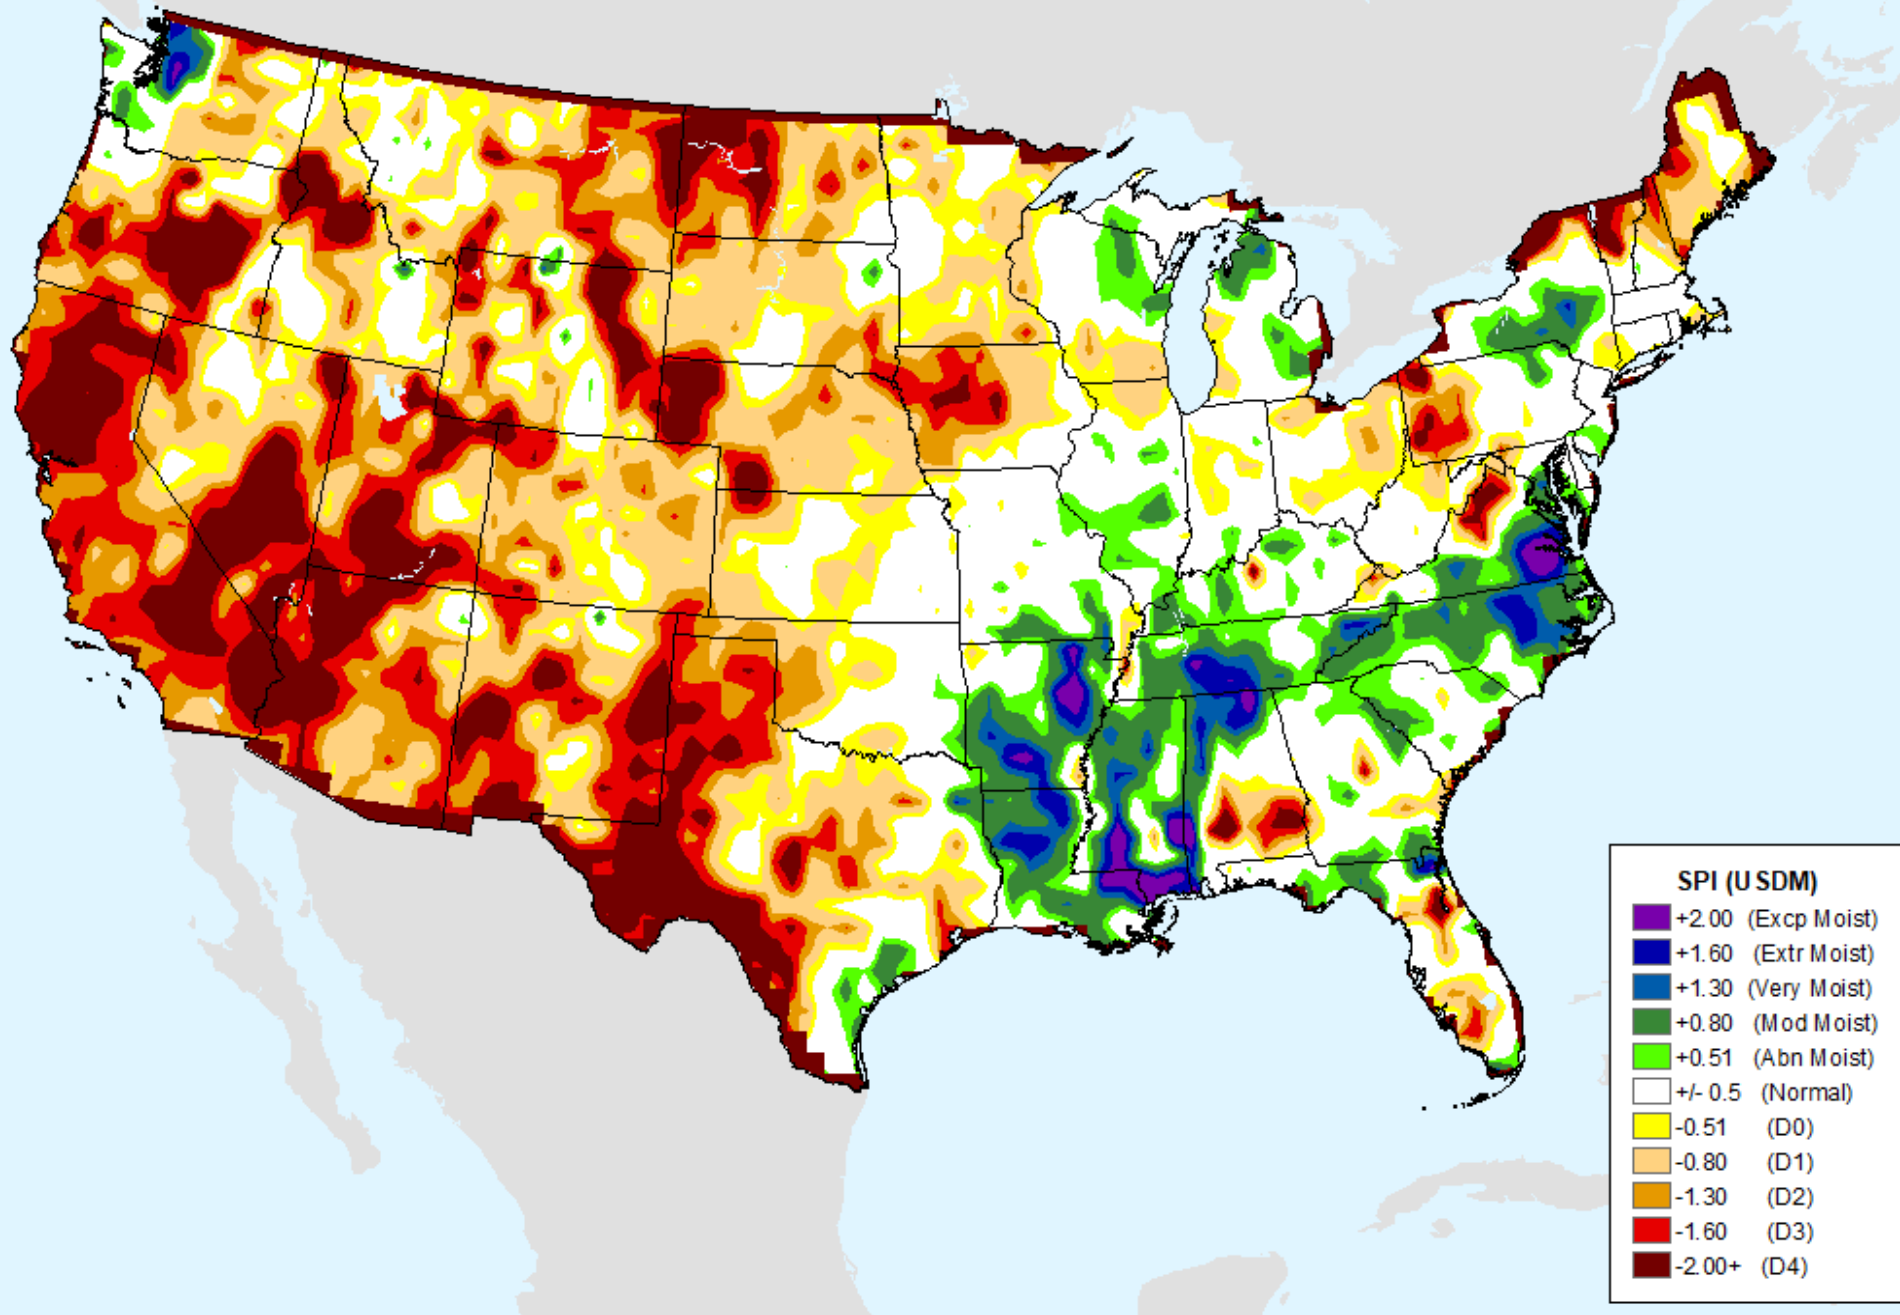 SPI (USDM)
+2.00 (Excp Moist)
+1.60 (Extr Moist)
+1.30 (Very Moist)
+0.80 (Mod Moist)
+0.51 (Abn Moist)
+/- 0.5 (Normal)
-0.51 (D0)
-0.80 (D1)
-1.30 (D2)
-1.60 (D3)
-2.00+ (D4)